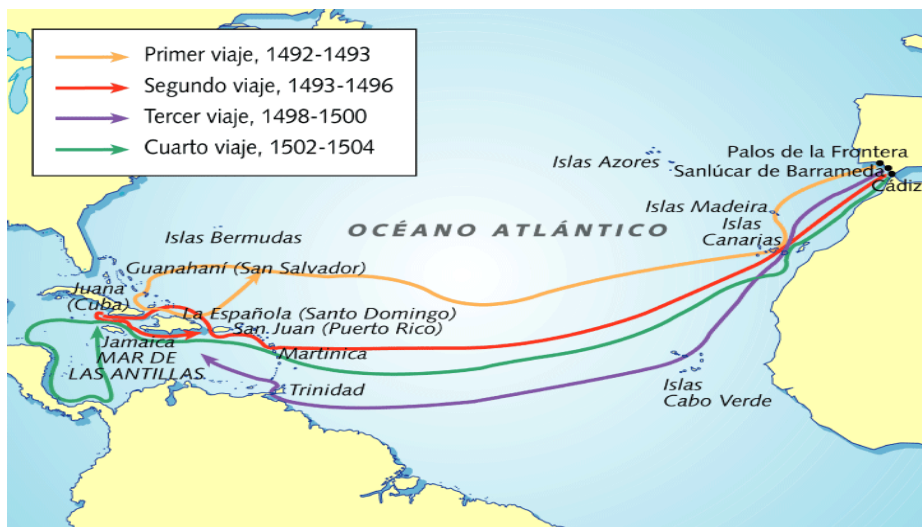 Primer viaje, 1492-1493
Segundo viaje, 1493-1496
Tercer viaje, 1498-1500
Cuarto viaje, 1502-1504
Islas Azores
Palos de la Frontera
Sanlúcar de Barrameda
Cádiz
Islas Madeira
Islas
Canarias
OCÉANO ATLÁNTICO
Islas Bermudas
Guanahaní (San Salvador)
Juana
(Cuba)
La Española (Santo Domingo)
San Juan (Puerto Rico)
Jamaica
Martinica
MAR DE
LAS ANTILLAS
Trinidad
Islas
Cabo Verde